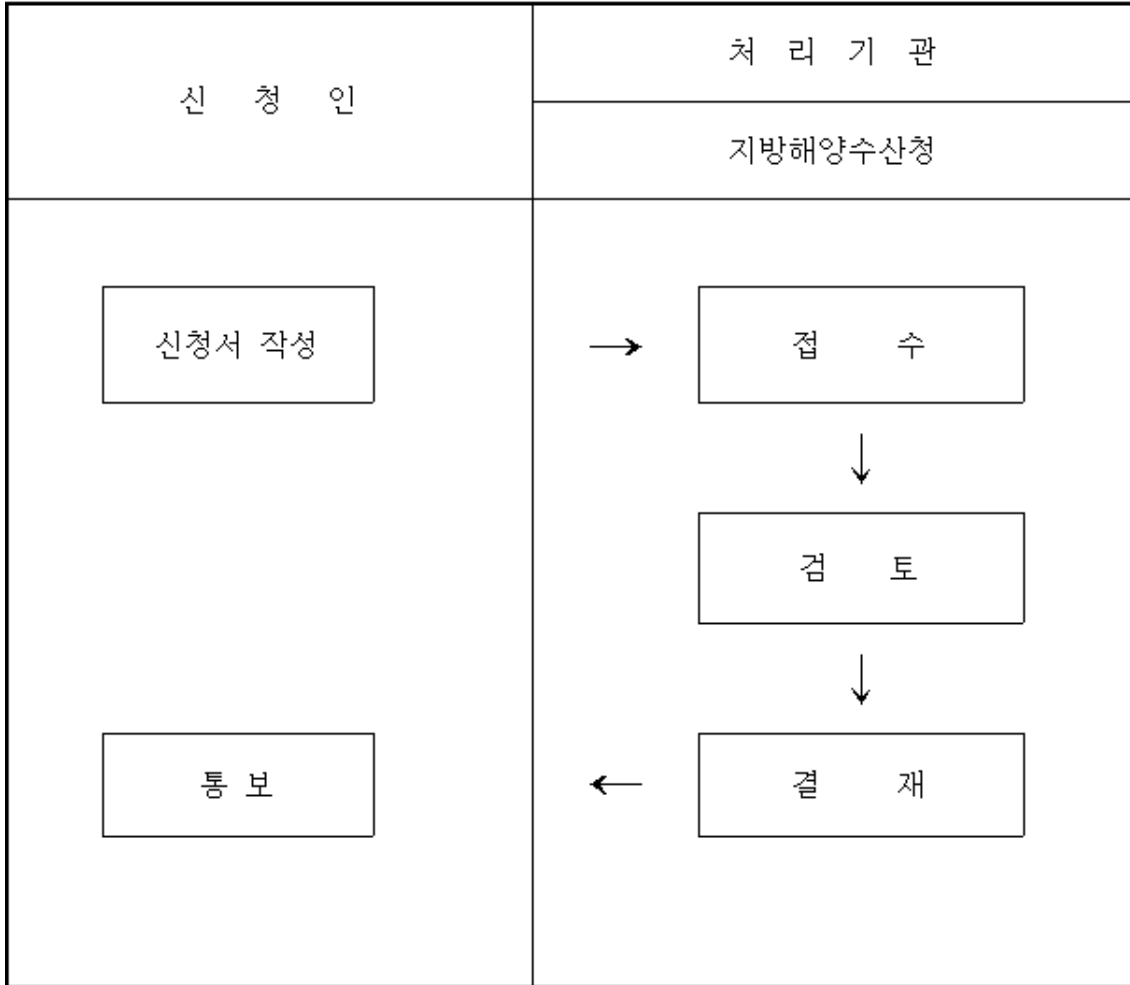 신 청 인
처 리 기 관
지방해양수산청
신청서 작성
→
접 수
↓
검 토
↓
통 보
←
결 재